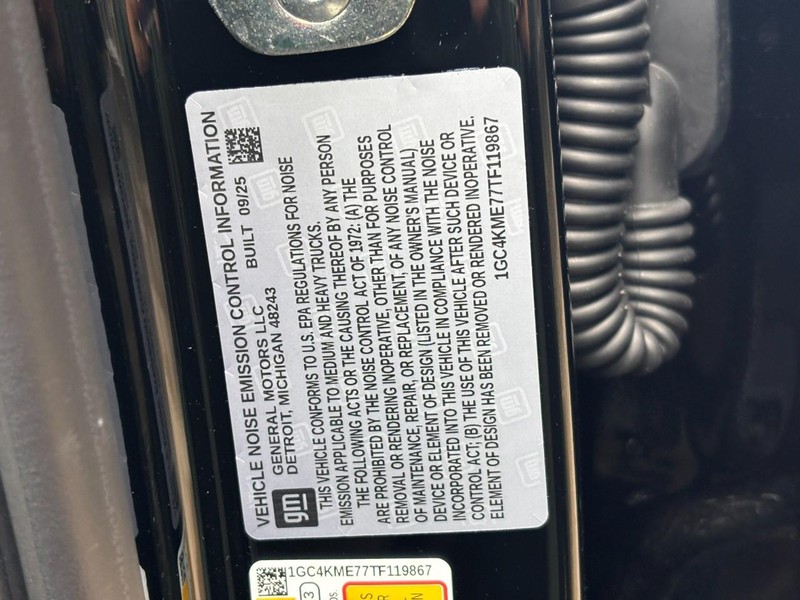 VEHICLE NOISE EMISSION CONTROL INFORMATION
gm
GENERAL MOTORS LLC
DETROIT, MICHIGAN 48243
BUILT 09/25
THIS VEHICLE CONFORMS TO U.S. EPA REGULATIONS FOR NOISE
EMISSION APPLICABLE TO MEDIUM AND HEAVY TRUCKS.
THE FOLLOWING ACTS OR THE CAUSING THEREOF BY ANY PERSON
ARE PROHIBITED BY THE NOISE CONTROL ACT OF 1972: (A) THE
REMOVAL OR RENDERING INOPERATIVE, OTHER THAN FOR PURPOSES
OF MAINTENANCE, REPAIR, OR REPLACEMENT, OF ANY NOISE CONTROL
DEVICE OR ELEMENT OF DESIGN (LISTED IN THE OWNER'S MANUAL)
INCORPORATED INTO THIS VEHICLE IN COMPLIANCE WITH THE NOISE
CONTROL ACT, (B) THE USE OF THIS VEHICLE AFTER SUCH DEVICE OR
ELEMENT OF DESIGN HAS BEEN REMOVED OR RENDERED INOPERATIVE.
1GC4KME77TF119867
1GC4KME77TF119867
3